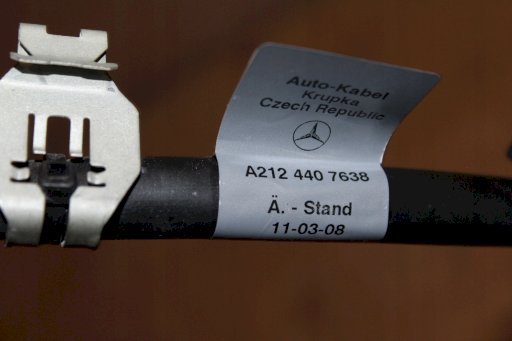 Auto-Kabel
Krupka
Czech Republic
A212 440 7638
Ä. - Stand
11-03-08